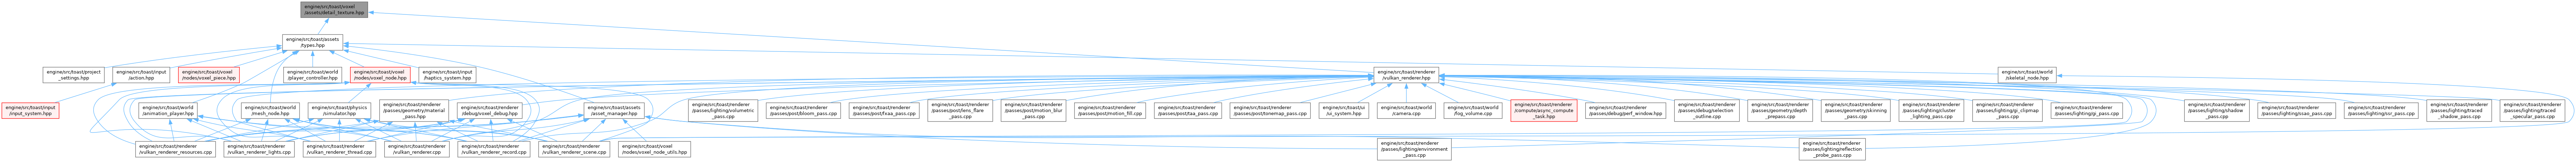 engine/src/toast/voxel
/assets/detail_texture.hpp
engine/src/toast/assets
/types.hpp
engine/src/toast/project
_settings.hpp
engine/src/toast/input
/action.hpp
engine/src/toast/voxel
/nodes/voxel_piece.hpp
engine/src/toast/world
/player_controller.hpp
engine/src/toast/voxel
/nodes/voxel_node.hpp
engine/src/toast/input
/haptics_system.hpp
engine/src/toast/renderer
/vulkan_renderer.hpp
engine/src/toast/world
/skeletal_node.hpp
engine/src/toast/input
/input_system.hpp
engine/src/toast/world
/animation_player.hpp
engine/src/toast/world
/mesh_node.hpp
engine/src/toast/physics
/simulator.hpp
engine/src/toast/renderer
/passes/geometry/material
_pass.hpp
engine/src/toast/renderer
/debug/voxel_debug.hpp
engine/src/toast/assets
/asset_manager.hpp
engine/src/toast/renderer
/passes/lighting/volumetric
_pass.cpp
engine/src/toast/renderer
/passes/post/bloom_pass.cpp
engine/src/toast/renderer
/passes/post/fxaa_pass.cpp
engine/src/toast/renderer
/passes/post/lens_flare
_pass.cpp
engine/src/toast/renderer
/passes/post/motion_blur
_pass.cpp
engine/src/toast/renderer
/passes/post/motion_fill.cpp
engine/src/toast/renderer
/passes/post/taa_pass.cpp
engine/src/toast/renderer
/passes/post/tonemap_pass.cpp
engine/src/toast/ui
/ui_system.hpp
engine/src/toast/world
/camera.cpp
engine/src/toast/world
/fog_volume.cpp
engine/src/toast/renderer
/compute/async_compute
_task.hpp
engine/src/toast/renderer
/passes/debug/perf_window.hpp
engine/src/toast/renderer
/passes/debug/selection
_outline.cpp
engine/src/toast/renderer
/passes/geometry/depth
_prepass.cpp
engine/src/toast/renderer
/passes/geometry/skinning
_pass.cpp
engine/src/toast/renderer
/passes/lighting/cluster
_lighting_pass.cpp
engine/src/toast/renderer
/passes/lighting/gi_clipmap
_pass.cpp
engine/src/toast/renderer
/passes/lighting/gi_pass.cpp
engine/src/toast/renderer
/passes/lighting/shadow
_pass.cpp
engine/src/toast/renderer
/passes/lighting/ssao_pass.cpp
engine/src/toast/renderer
/passes/lighting/ssr_pass.cpp
engine/src/toast/renderer
/passes/lighting/traced
_shadow_pass.cpp
engine/src/toast/renderer
/passes/lighting/traced
_specular_pass.cpp
engine/src/toast/renderer
/vulkan_renderer_resources.cpp
engine/src/toast/renderer
/vulkan_renderer_lights.cpp
engine/src/toast/renderer
/vulkan_renderer_thread.cpp
engine/src/toast/renderer
/vulkan_renderer.cpp
engine/src/toast/renderer
/vulkan_renderer_record.cpp
engine/src/toast/renderer
/vulkan_renderer_scene.cpp
engine/src/toast/voxel
/nodes/voxel_node_utils.hpp
engine/src/toast/renderer
/passes/lighting/environment
_pass.cpp
engine/src/toast/renderer
/passes/lighting/reflection
_probe_pass.cpp